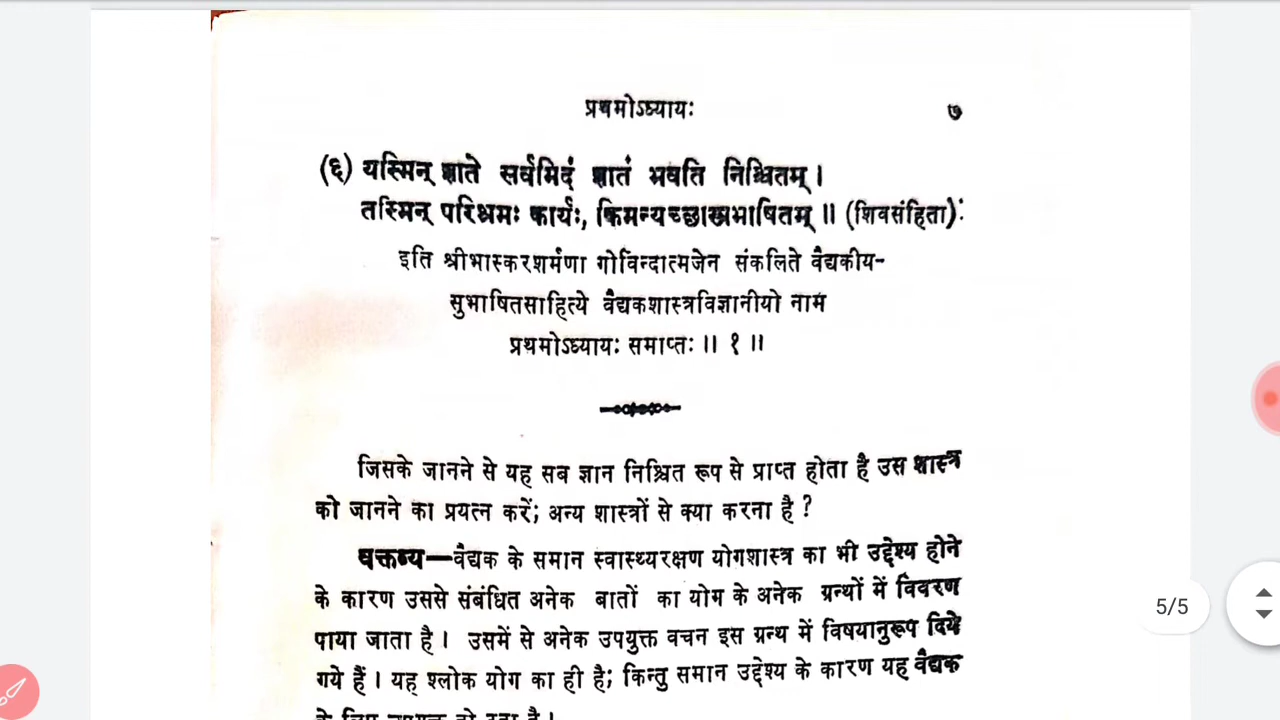 प्रथमोऽध्यायः ७
(६) यस्मिन् ज्ञाते सर्वमिदं ज्ञातं भवति निश्चितम् ।
तस्मिन् परिश्रमः कार्यः, किमन्यच्छास्त्रभाषितम् ॥ (शिवसंहिता):
इति श्रीभास्करशर्मणा गोविन्दात्मजेन संकलिते वैद्यकीय-
सुभाषितसाहित्ये वैद्यकशास्त्रविज्ञानीयो नाम
प्रथमोऽध्यायः समाप्तः ॥ १ ॥
जिसके जानने से यह सब ज्ञान निश्चित रूप से प्राप्त होता है उस शास्त्र
को जानने का प्रयत्न करें; अन्य शास्त्रों से क्या करना है ?
वक्तव्य—वैद्यक के समान स्वास्थ्यरक्षण योगशास्त्र का भी उद्देश्य होने
के कारण उससे संबंधित अनेक बातों का योग के अनेक ग्रन्थों में विवरण
पाया जाता है । उसमें से अनेक उपयुक्त वचन इस ग्रन्थ में विषयानुरूप दिये
गये हैं । यह श्लोक योग का ही है; किन्तु समान उद्देश्य के कारण यह वैद्यक
5/5